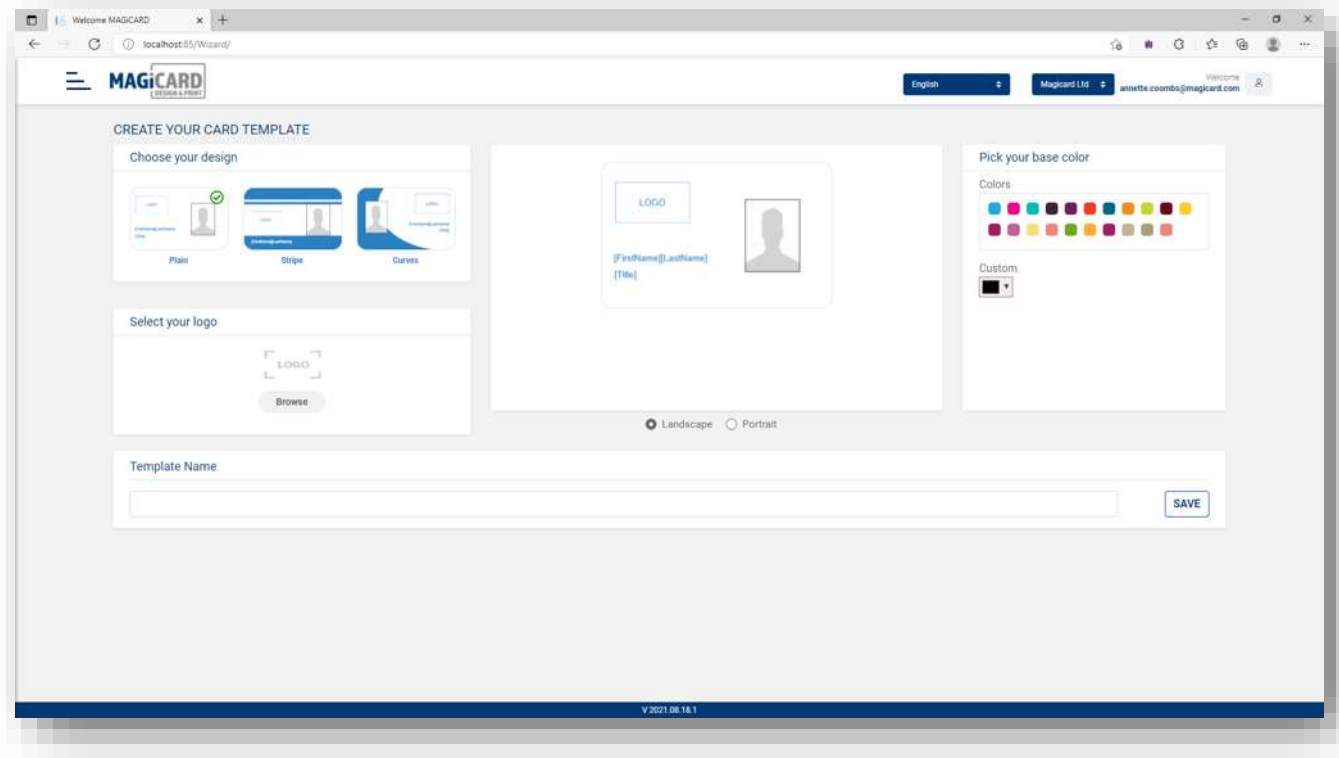 Welcome MAGiCARD
localhost:85/Wizard/
MAGiCARD
DESIGN & PRINT
English
Magicard Ltd
Welcome
annette.coombs@magicard.com
CREATE YOUR CARD TEMPLATE
Choose your design
Plain
Stripe
Curves
LOGO
[FirstName][LastName]
[Title]
Landscape
Portrait
Pick your base color
Colors
Custom
Select your logo
LOGO
Browse
Template Name
SAVE
V 2021.08.18.1